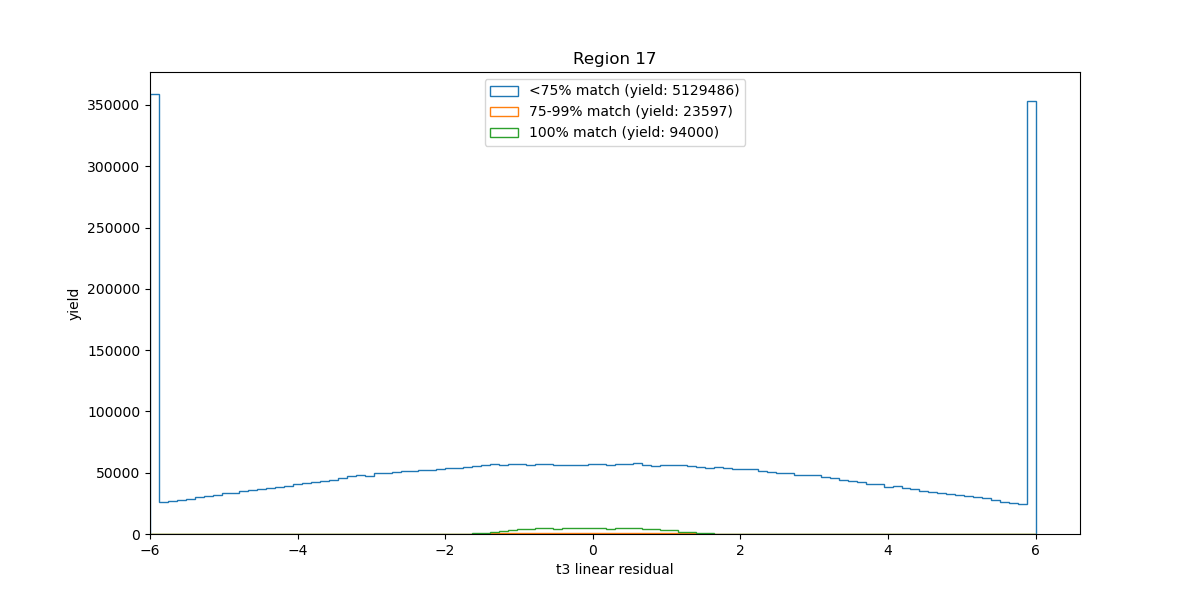 Region 17
<75% match (yield: 5129486)
75-99% match (yield: 23597)
100% match (yield: 94000)
350000
300000
250000
200000
150000
100000
50000
0
yield
−6
−4
−2
0
2
4
6
t3 linear residual